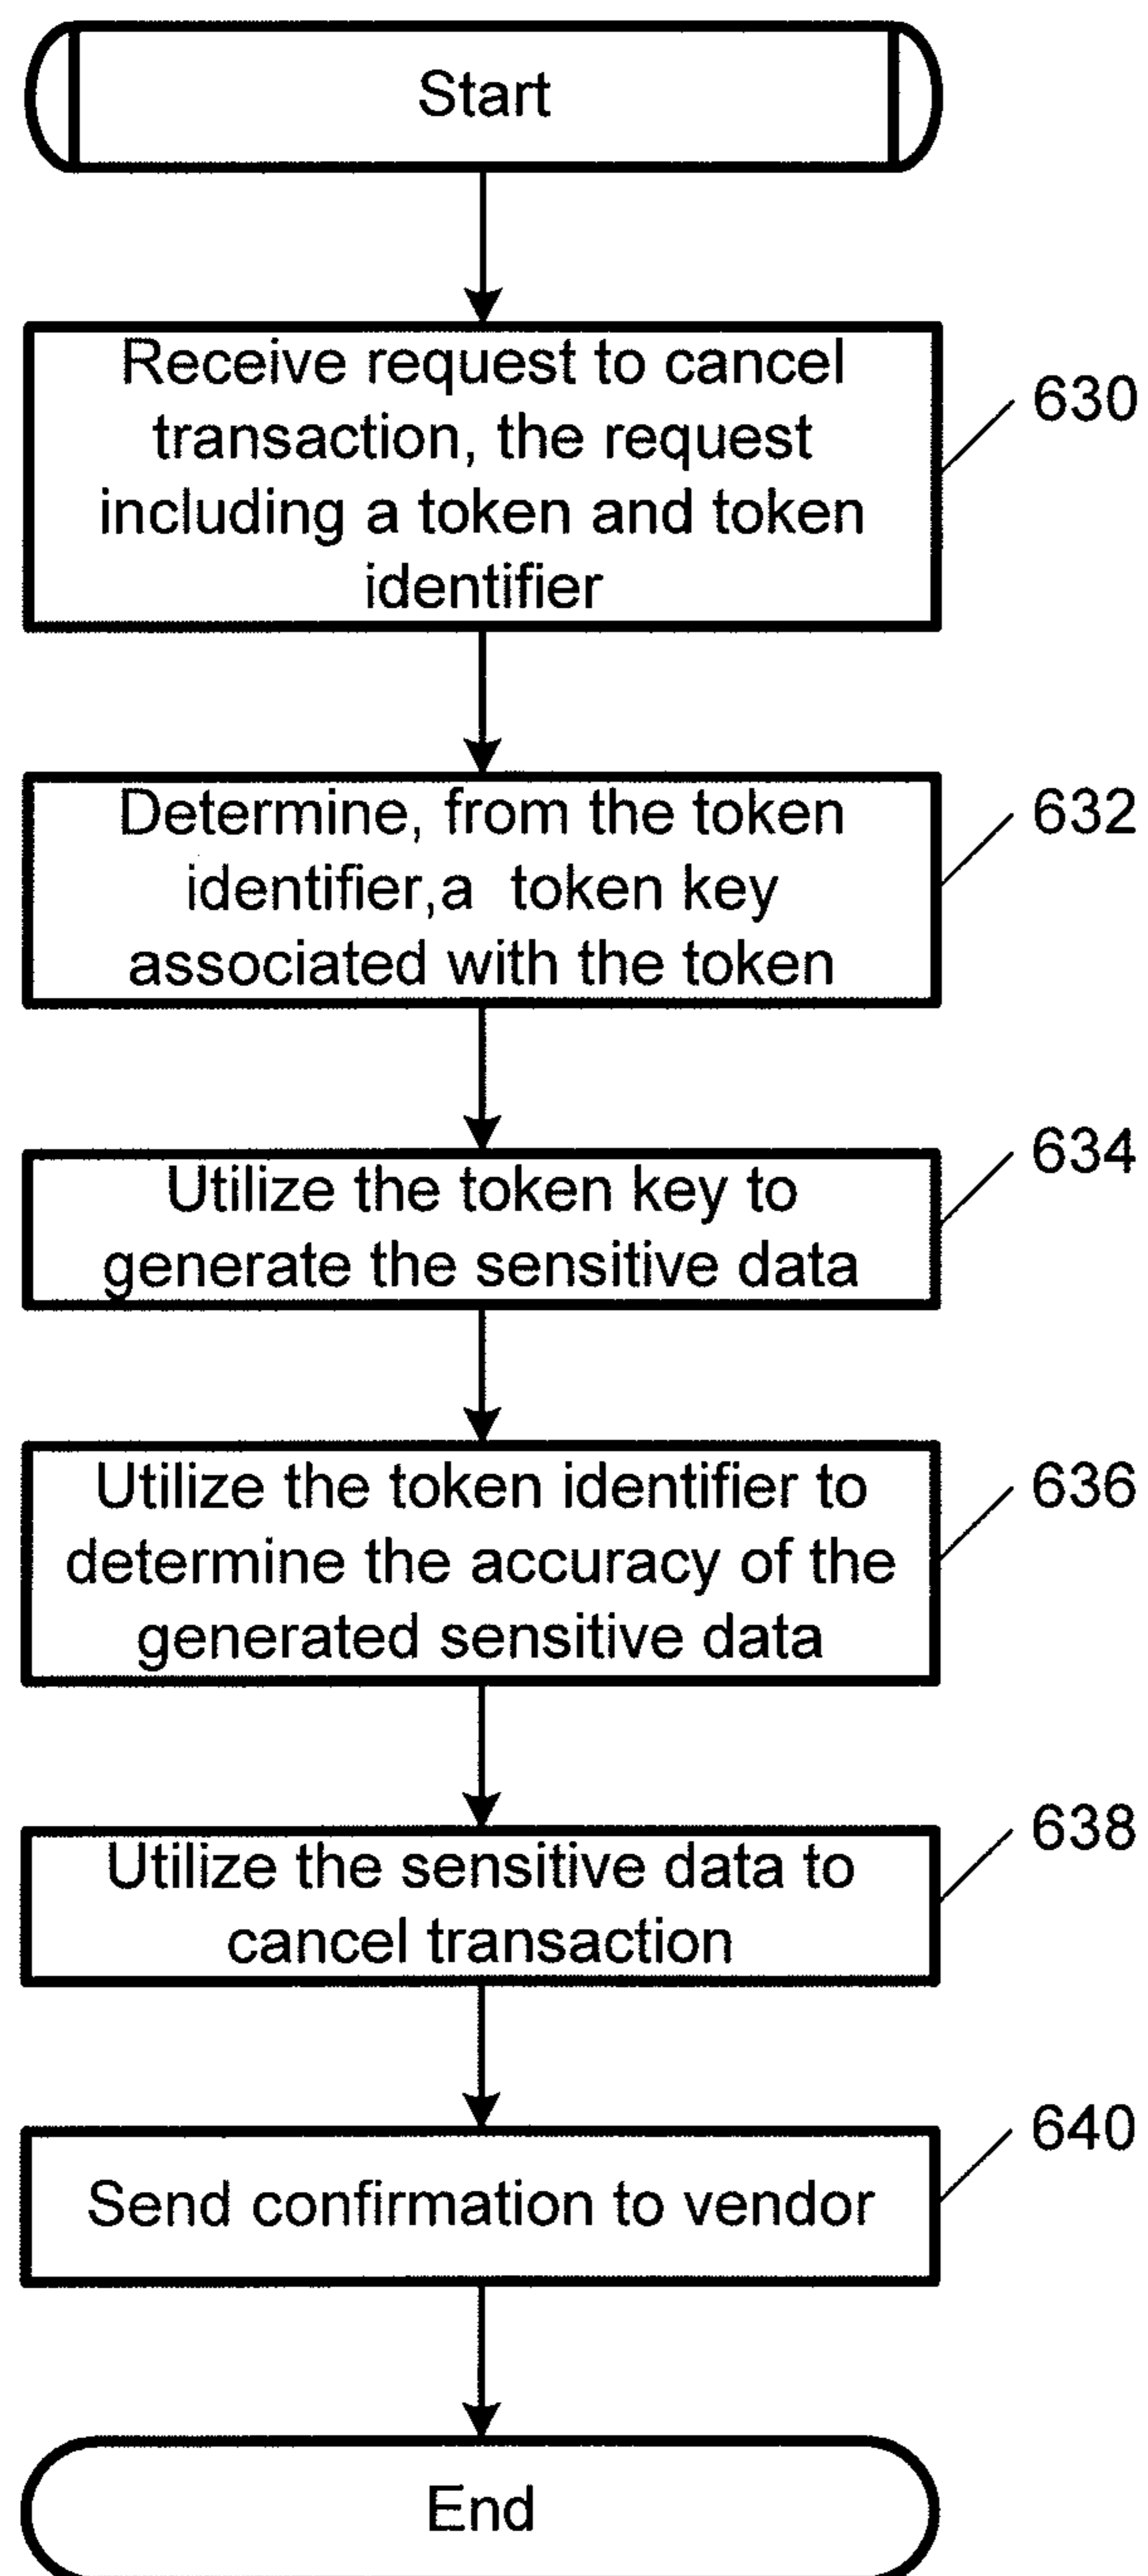 Start
Receive request to cancel
transaction, the request
including a token and token
identifier
630
Determine, from the token
identifier,a  token key
associated with the token
632
Utilize the token key to
generate the sensitive data
634
Utilize the token identifier to
determine the accuracy of the
generated sensitive data
636
Utilize the sensitive data to
cancel transaction
638
Send confirmation to vendor
640
End